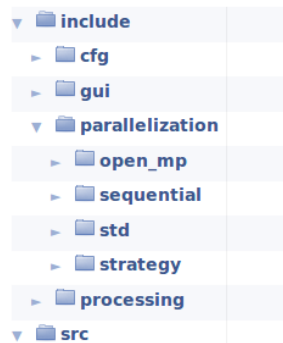 include
cfg
gui
parallelization
open_mp
sequential
std
strategy
processing
src